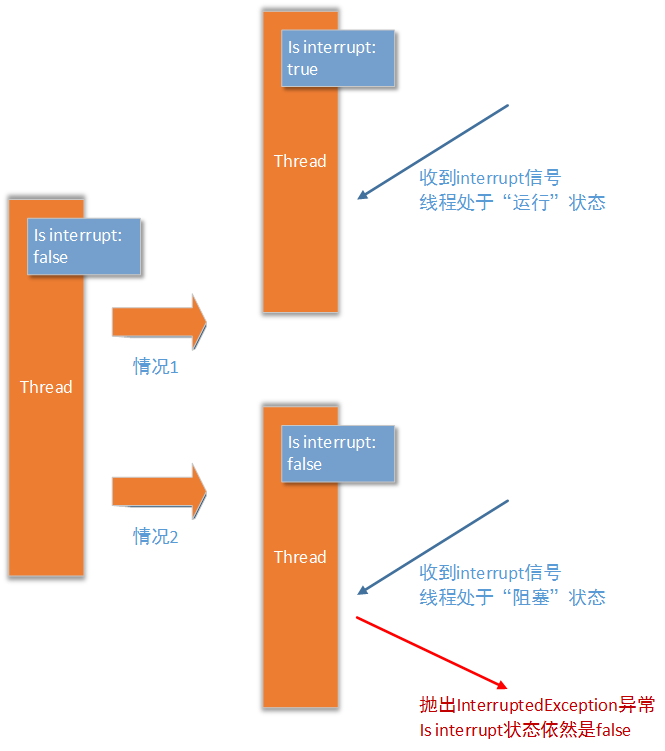 Is interrupt:
false
Thread
情况1
情况2
Is interrupt:
true
Thread
收到interrupt信号
线程处于“运行”状态
Is interrupt:
false
Thread
收到interrupt信号
线程处于“阻塞”状态
抛出InterruptedException异常
Is interrupt状态依然是false